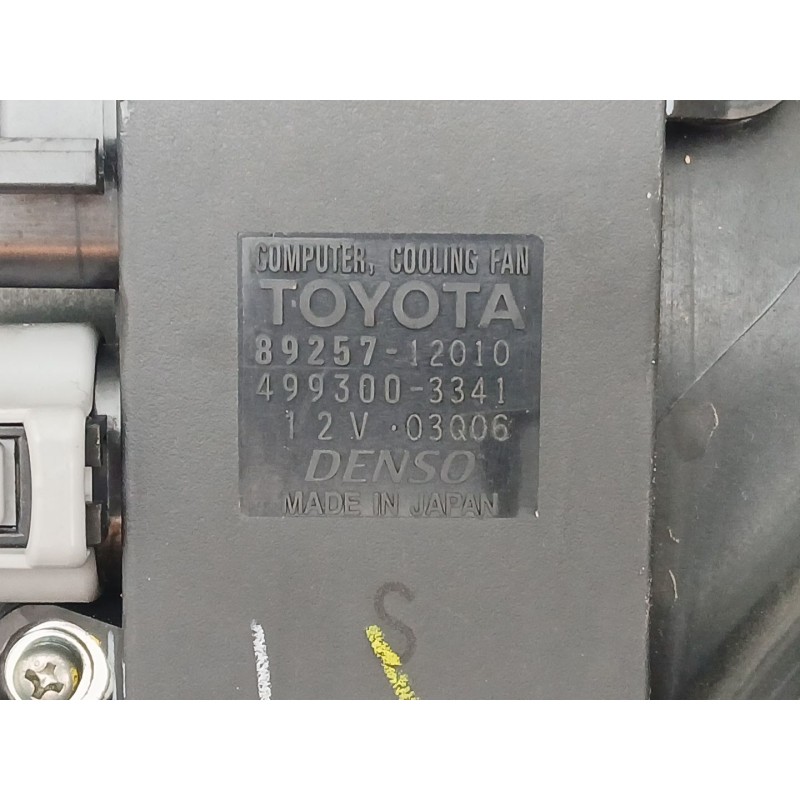 COMPUTER, COOLING FAN
TOYOTA
89257-12010
499300-3341
12V · 03Q06
DENSO
MADE IN JAPAN
S